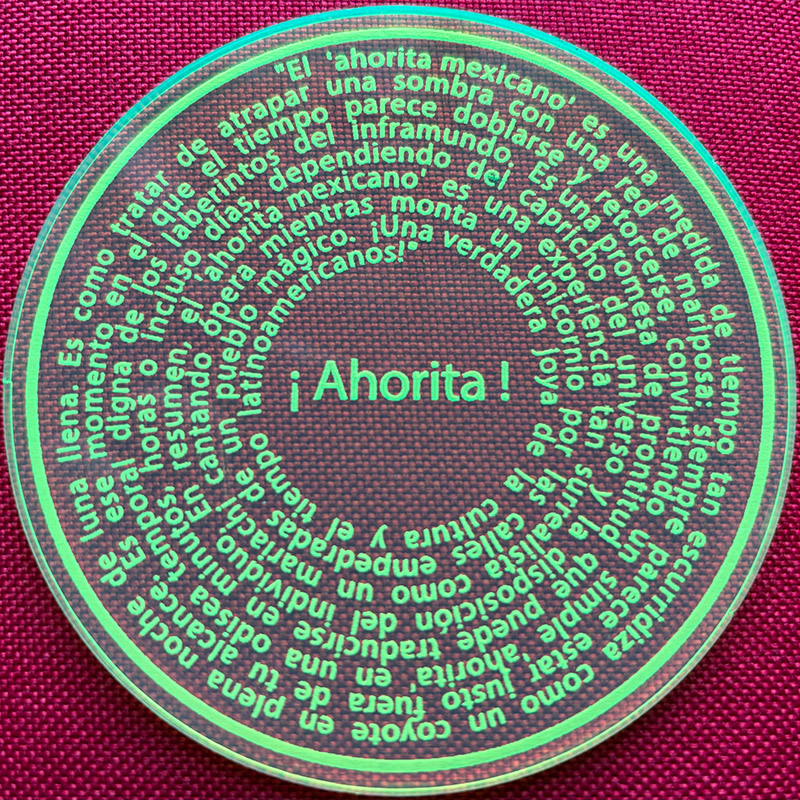 "El 'ahorita mexicano' es una medida de tiempo tan escurridiza como un coyote en plena noche de luna llena. Es como tratar de atrapar una sombra con una red de mariposa: siempre parece estar justo fuera de tu alcance. Es ese momento en el que el tiempo parece doblarse y retorcerse, convirtiendo un simple 'ahorita' en una odisea temporal digna de los laberintos del inframundo. Es una promesa de prontitud que puede traducirse en minutos, horas o incluso días, dependiendo del capricho del universo y la disposición del individuo. En resumen, el 'ahorita mexicano' es una experiencia tan surrealista como un mariachi cantando ópera mientras monta un unicornio por las calles empedradas de un pueblo mágico. ¡Una verdadera joya de la cultura y el tiempo latinoamericanos!"
¡ Ahorita !